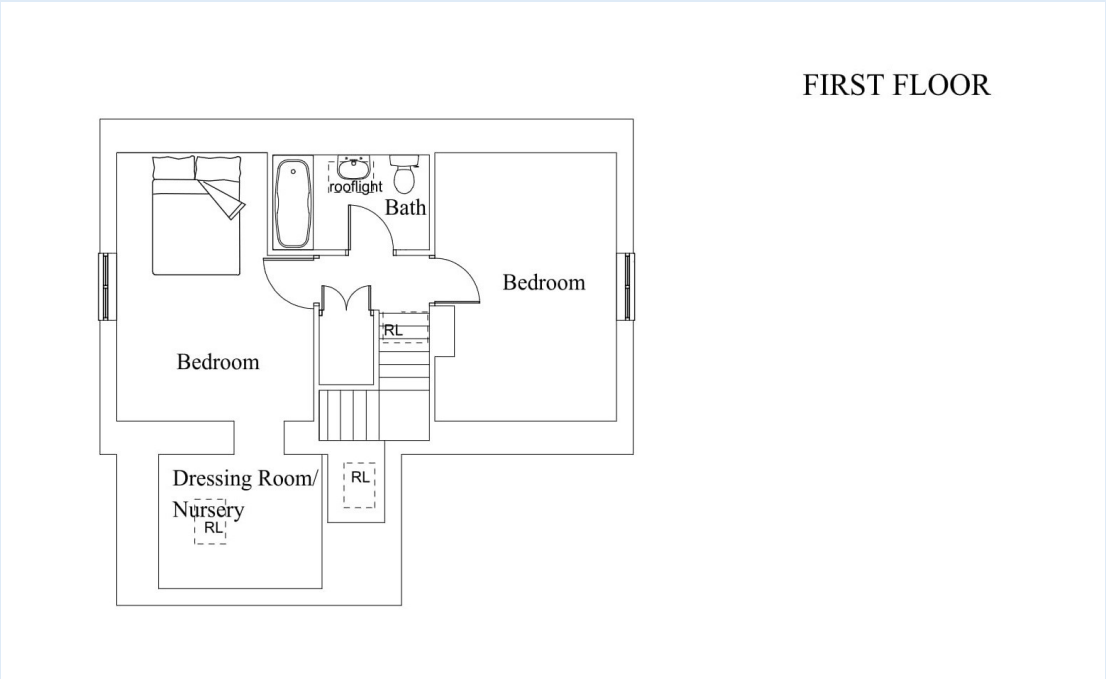 FIRST FLOOR
rooflight
Bath
Bedroom
RL
Bedroom
Dressing Room/
Nursery
RL
RL